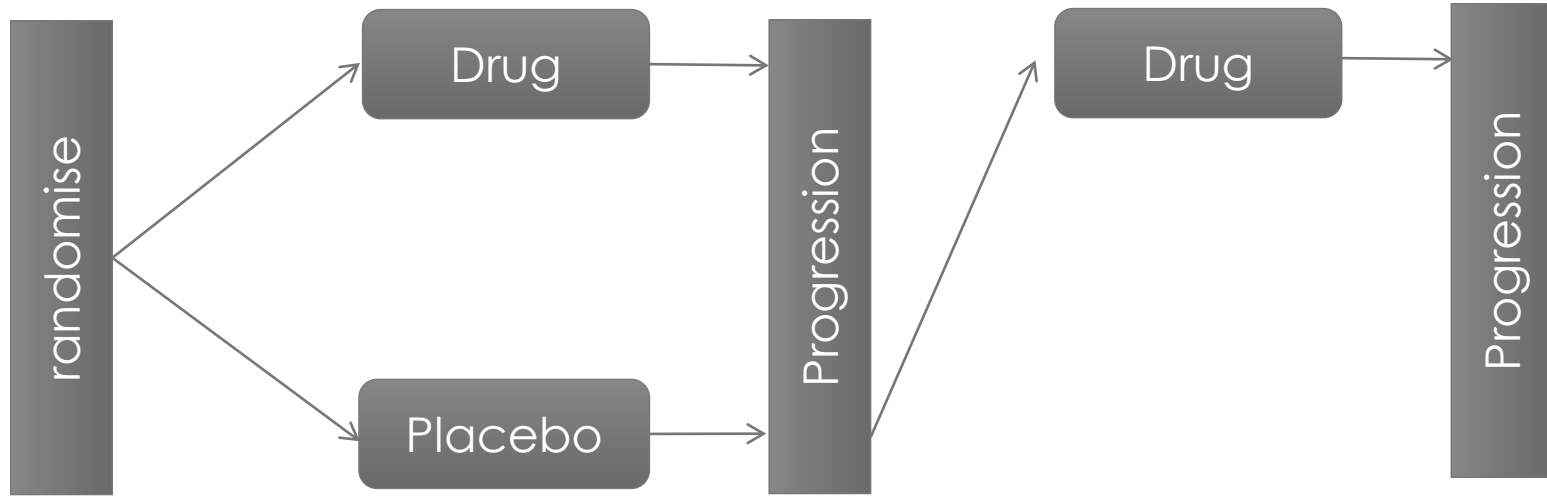 randomise
Drug
Placebo
Progression
Drug
Progression